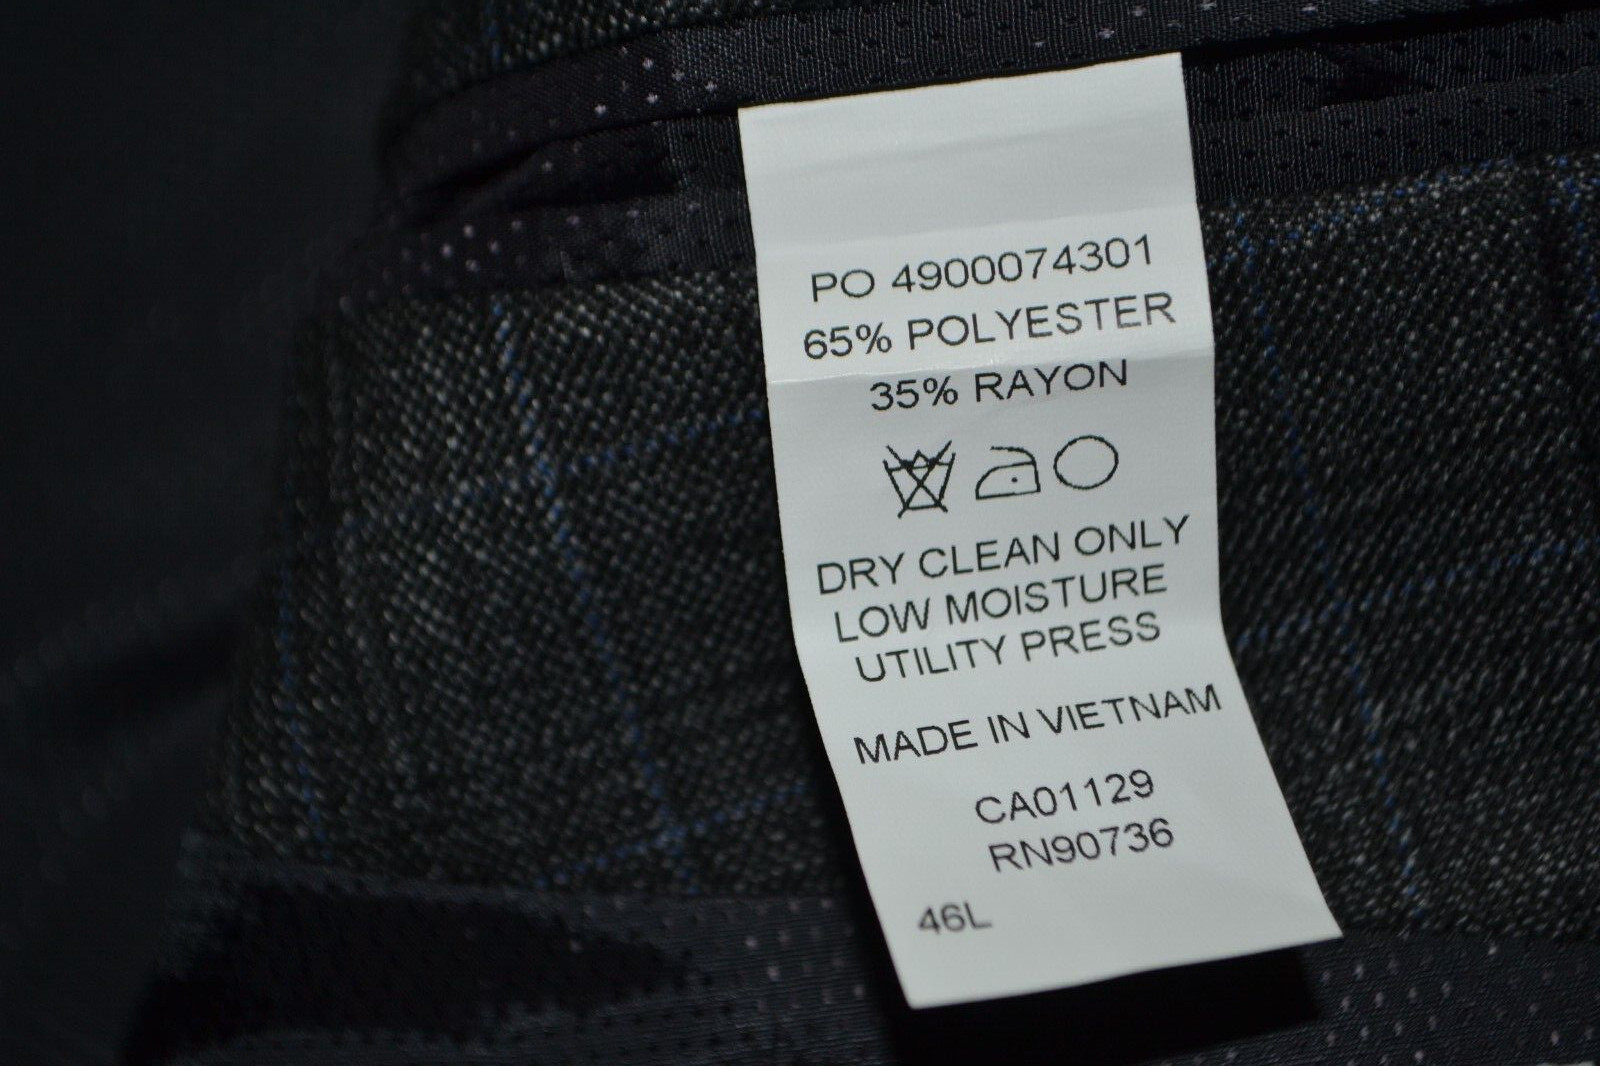 PO 4900074301
65% POLYESTER
35% RAYON
DRY CLEAN ONLY
LOW MOISTURE
UTILITY PRESS
MADE IN VIETNAM
CA01129
RN90736
46L